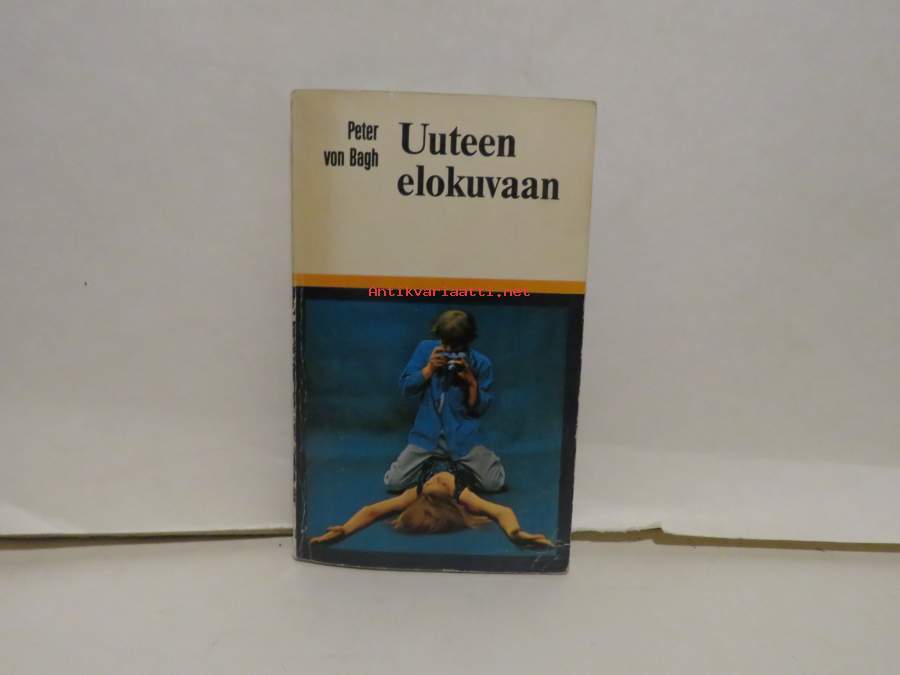 Peter
von Bagh
Uuteen
elokuvaan
Antikvariaatti.net